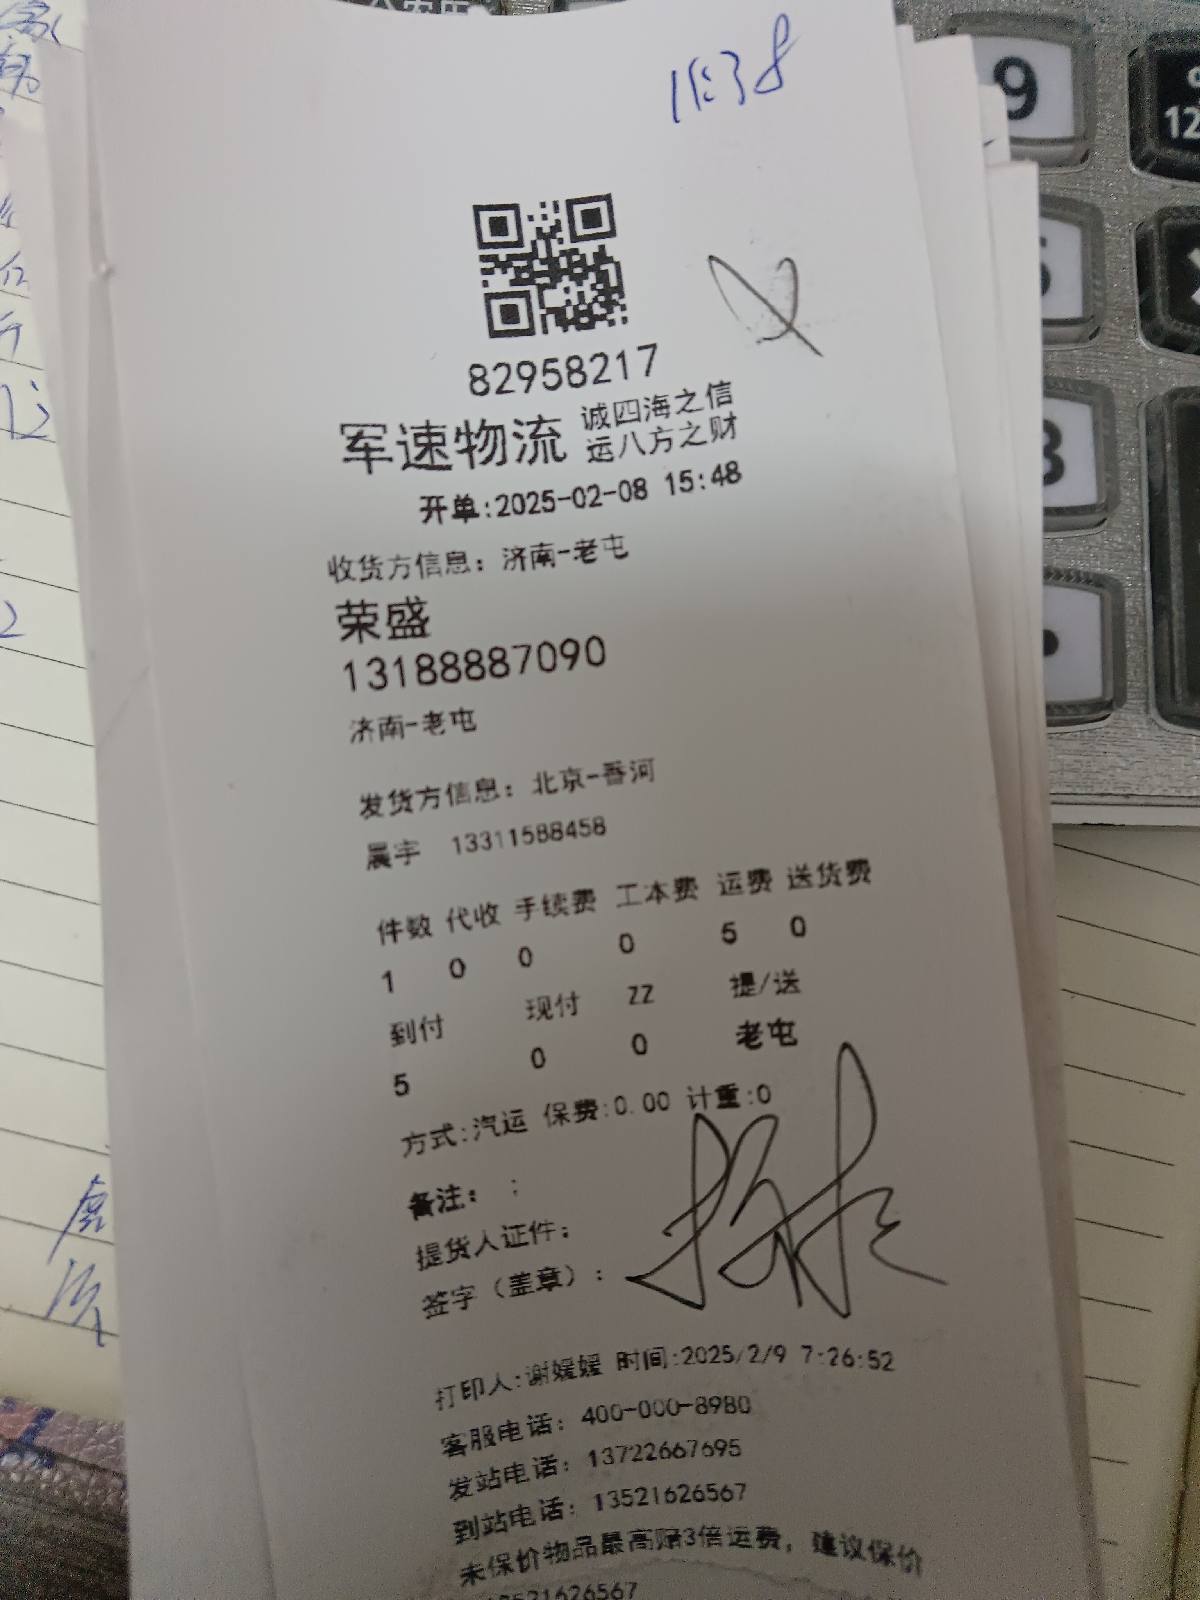 82958217
军速物流 诚四海之信
运八方之财
开单:2025-02-08 15:48
收货方信息：济南-老屯
荣盛
13188887090
济南-老屯
发货方信息：北京-香河
晨宇 13311588458
件数 代收 手续费 工本费 运费 送货费
1 0 0 0 5 0
到付 现付 ZZ 提/送
5 0 0 老屯
方式:汽运 保费:0.00 计重:0
备注： ;
提货人证件：
签字（盖章）：
打印人:谢媛媛 时间:2025/2/9 7:26:52
客服电话：400-000-8980
发站电话：13722667695
到站电话：13521626567
未保价物品最高赔3倍运费，建议保价
13521626567
9
8